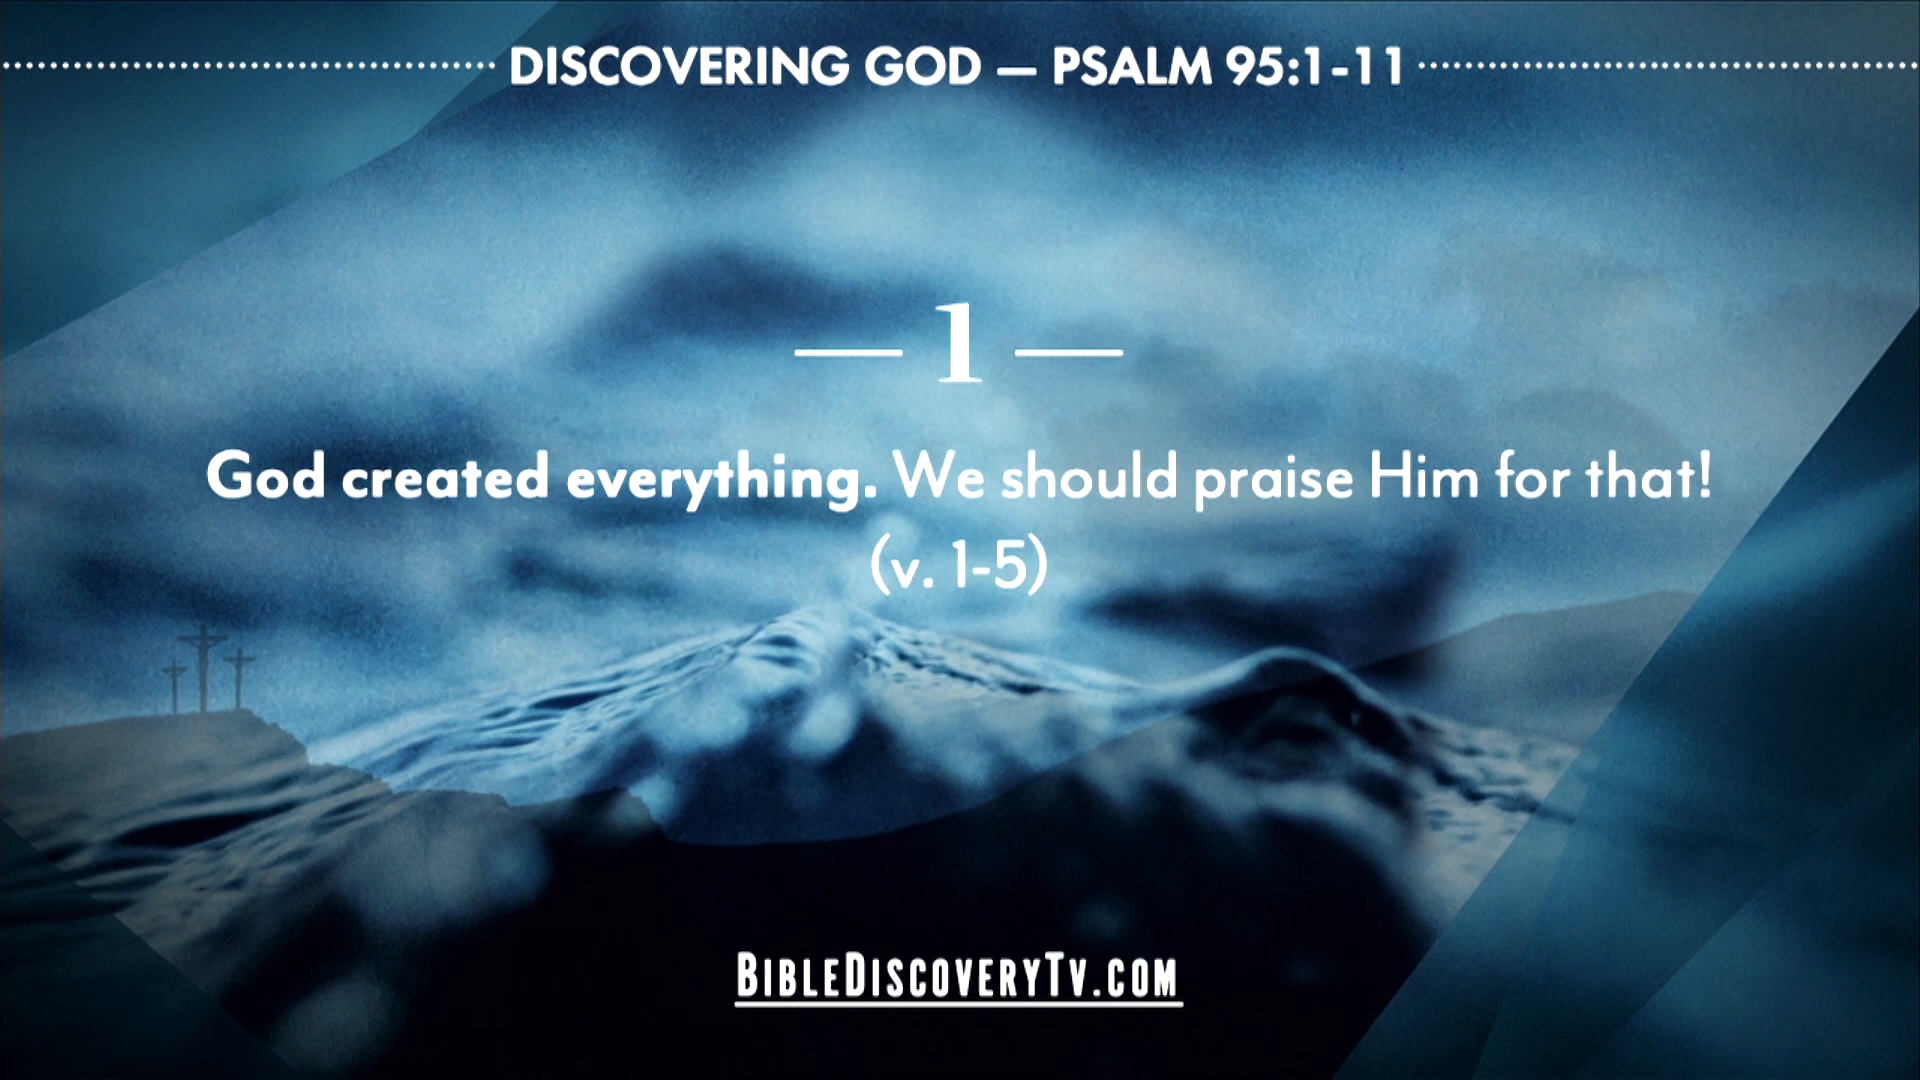 DISCOVERING GOD — PSALM 95:1-11
— 1 —
God created everything. We should praise Him for that!
(v. 1-5)
BIBLEDISCOVERYTV.COM